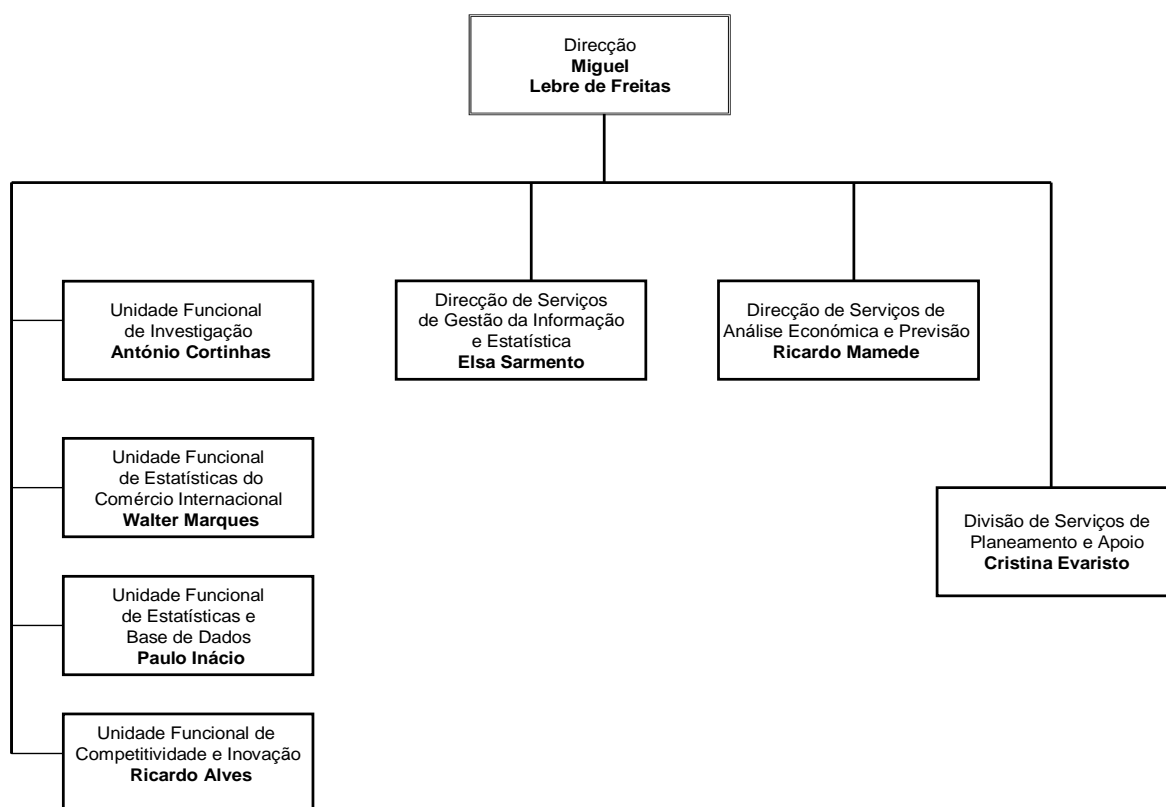 Direcção
Miguel
Lebre de Freitas
Unidade Funcional
de Investigação
António Cortinhas
Direcção de Serviços
de Gestão da Informação
e Estatística
Elsa Sarmento
Direcção de Serviços de
Análise Económica e Previsão
Ricardo Mamede
Unidade Funcional
de Estatísticas do
Comércio Internacional
Walter Marques
Divisão de Serviços de
Planeamento e Apoio
Cristina Evaristo
Unidade Funcional
de Estatísticas e
Base de Dados
Paulo Inácio
Unidade Funcional de
Competitividade e Inovação
Ricardo Alves